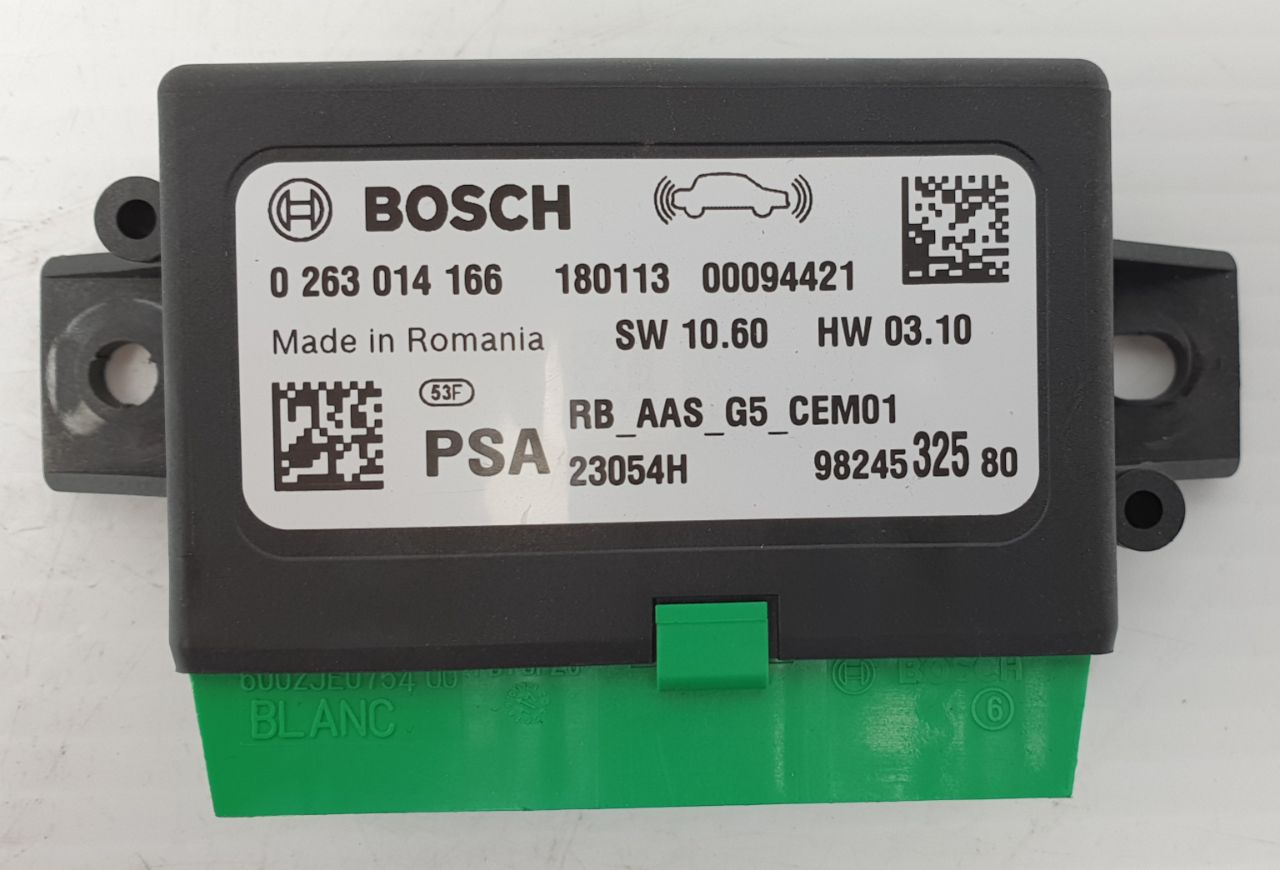 BOSCH
0 263 014 166 180113 00094421
Made in Romania SW 10.60 HW 03.10
53F
RB_AAS_G5_CEM01
PSA 23054H 98245 325 80
BOSCH
BLANC 6